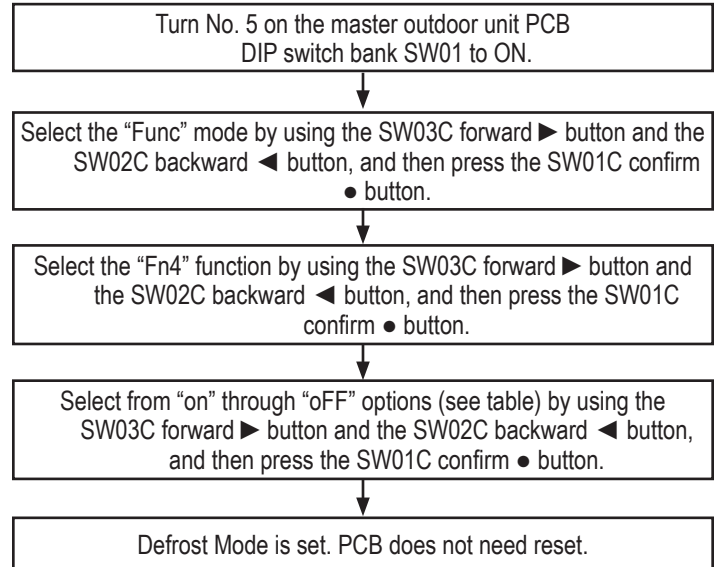 Turn No. 5 on the master outdoor unit PCB
DIP switch bank SW01 to ON.
Select the “Func” mode by using the SW03C forward ► button and the
SW02C backward ◄ button, and then press the SW01C confirm
● button.
Select the “Fn4” function by using the SW03C forward ► button and
the SW02C backward ◄ button, and then press the SW01C
confirm ● button.
Select from “on” through “oFF” options (see table) by using the
SW03C forward ► button and the SW02C backward ◄ button,
and then press the SW01C confirm ● button.
Defrost Mode is set. PCB does not need reset.